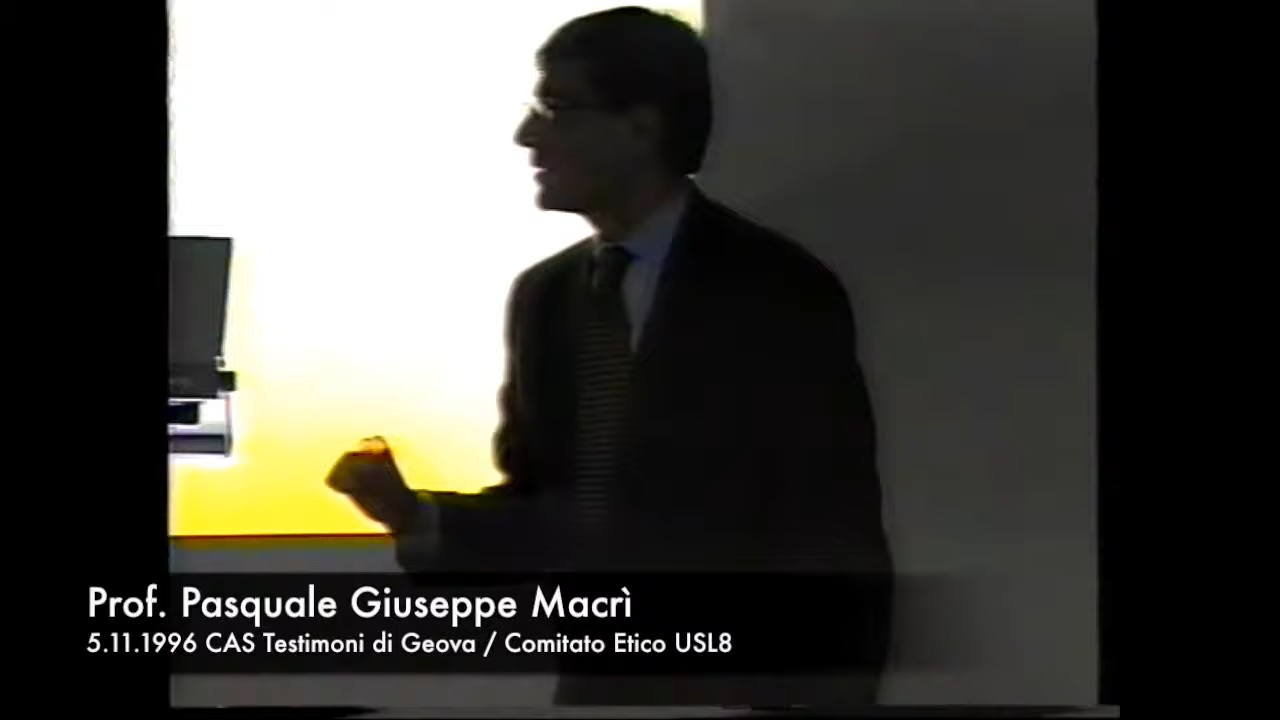 Prof. Pasquale Giuseppe Macrì
5.11.1996 CAS Testimoni di Geova / Comitato Etico USL8